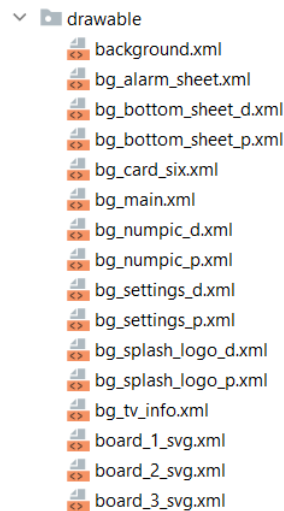 drawable
background.xml
bg_alarm_sheet.xml
bg_bottom_sheet_d.xml
bg_bottom_sheet_p.xml
bg_card_six.xml
bg_main.xml
bg_numpic_d.xml
bg_numpic_p.xml
bg_settings_d.xml
bg_settings_p.xml
bg_splash_logo_d.xml
bg_splash_logo_p.xml
bg_tv_info.xml
board_1_svg.xml
board_2_svg.xml
board_3_svg.xml